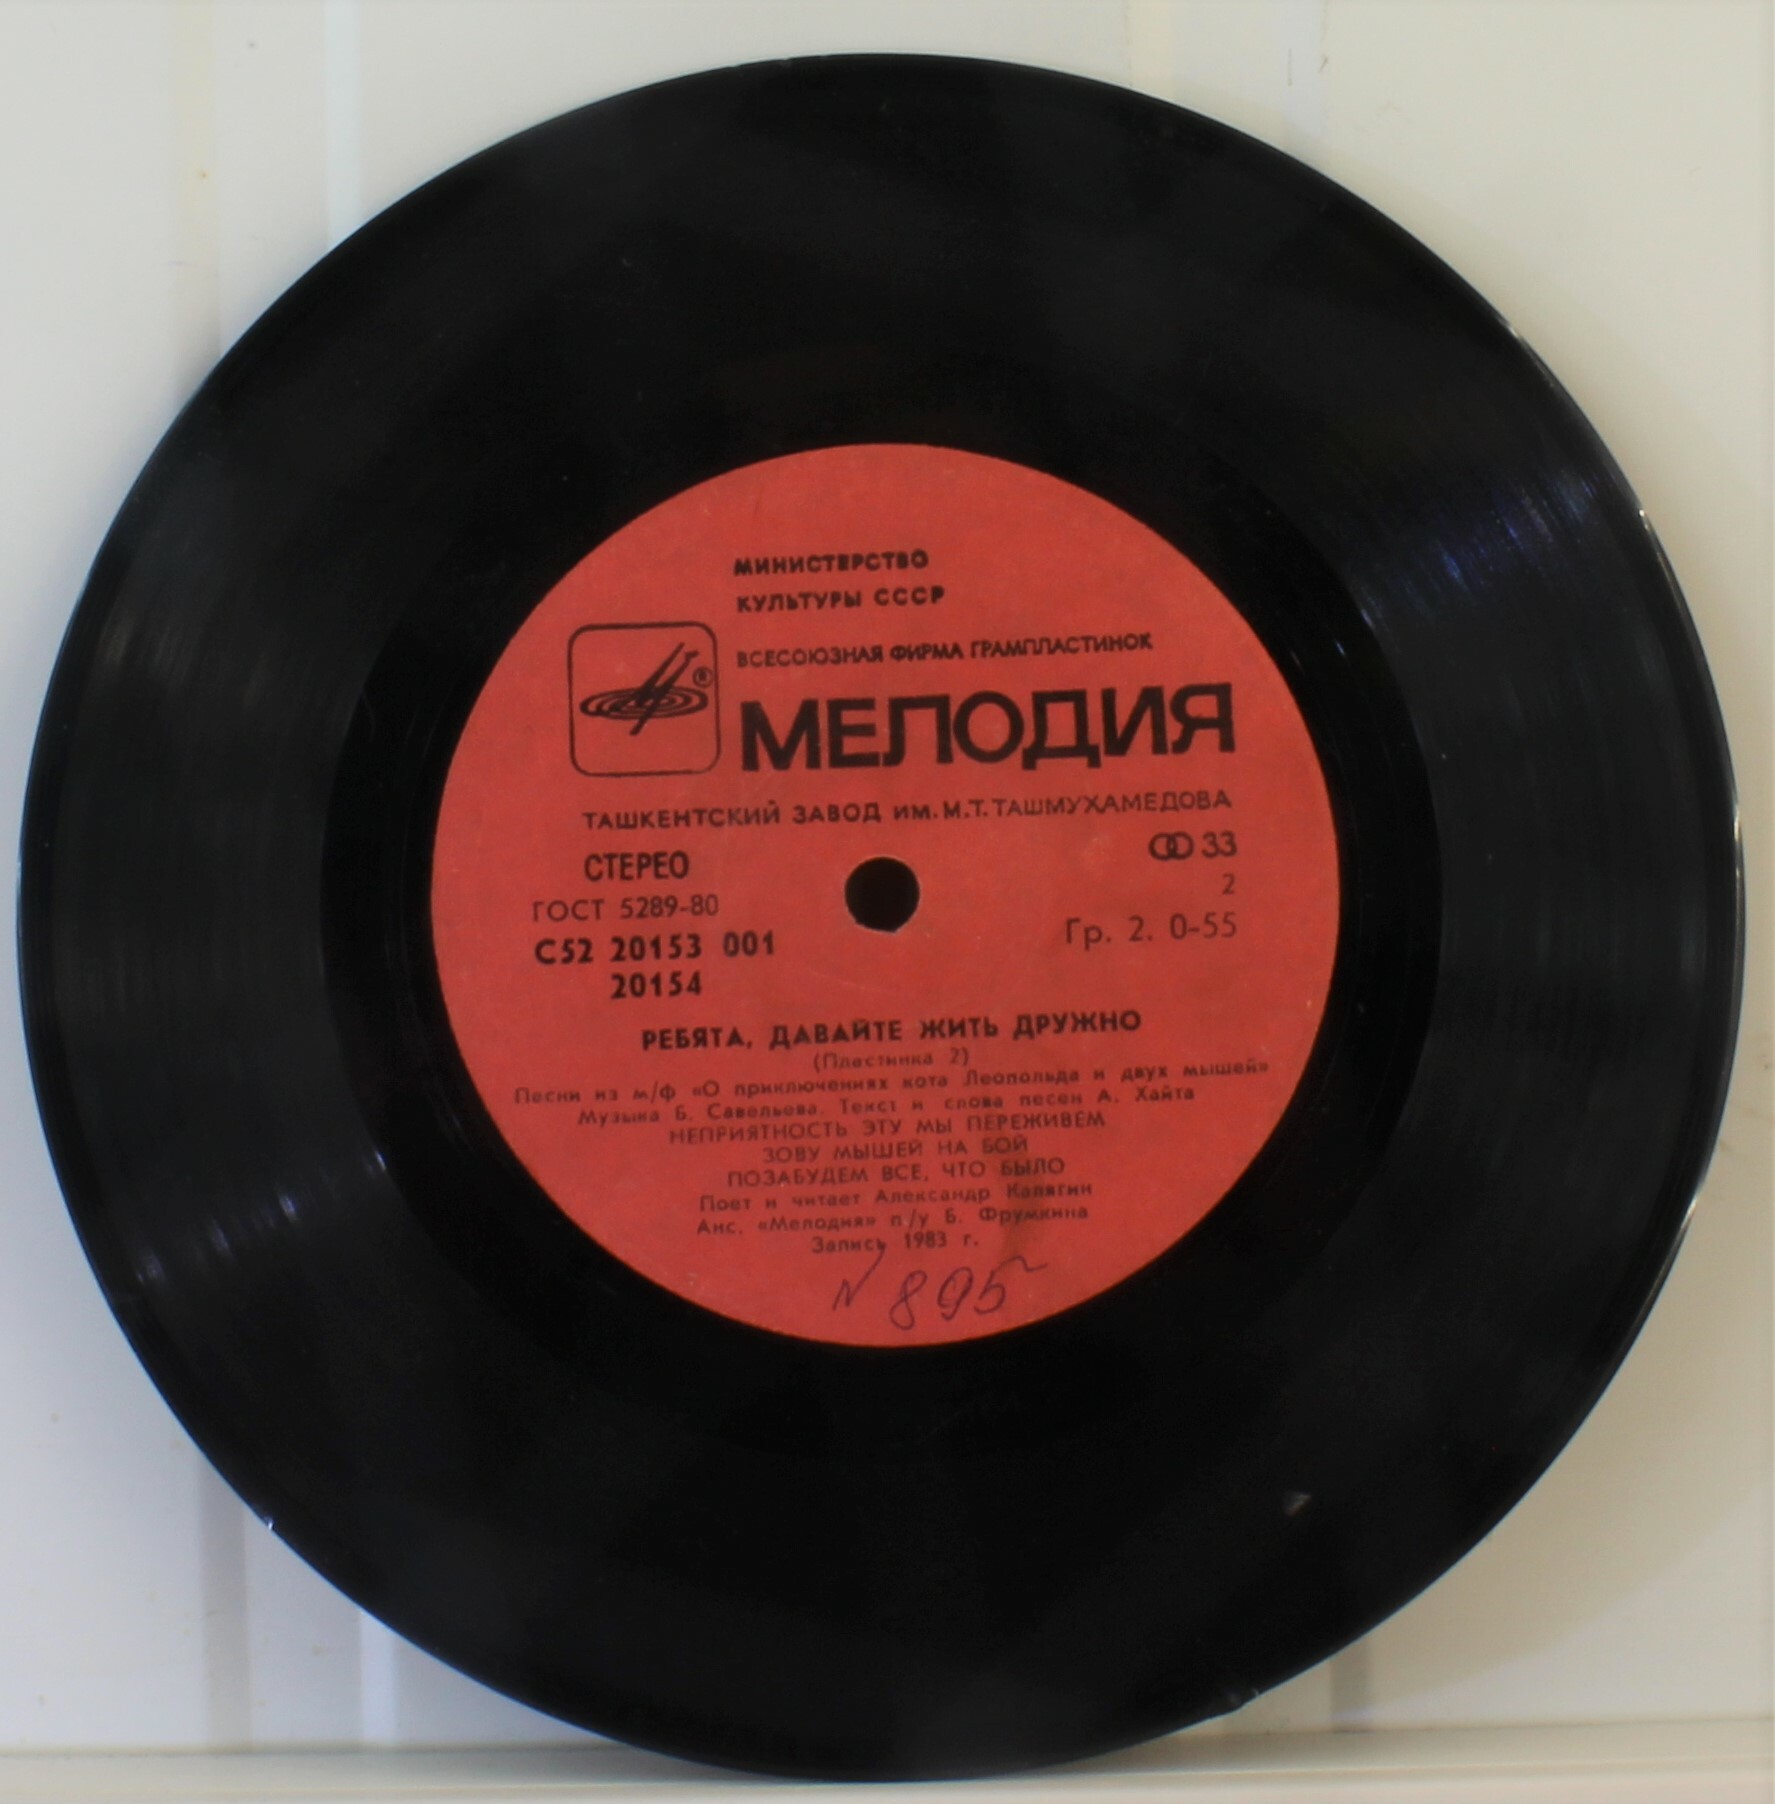 МИНИСТЕРСТВО
КУЛЬТУРЫ СССР
ВСЕСОЮЗНАЯ ФИРМА ГРАМПЛАСТИНОК
®
МЕЛОДИЯ
ТАШКЕНТСКИЙ ЗАВОД ИМ. М.Т. ТАШМУҲАМЕДОВА
СТЕРЕО 33
ГОСТ 5289-80 2
С52 20153 001 Гр. 2. 0-55
20154
РЕБЯТА, ДАВАЙТЕ ЖИТЬ ДРУЖНО
(Пластинка 2)
Песни из м/ф «О приключениях кота Леопольда и двух мышей»
Музыка Б. Савельева. Текст и слова песен А. Хайта
НЕПРИЯТНОСТЬ ЭТУ МЫ ПЕРЕЖИВЕМ
ЗОВУ МЫШЕЙ НА БОЙ
ПОЗАБУДЕМ ВСЕ, ЧТО БЫЛО
Поет и читает Александр Калягин
Анс. «Мелодия» п/у Б. Фрумкина
Запись 1983 г.
N 895